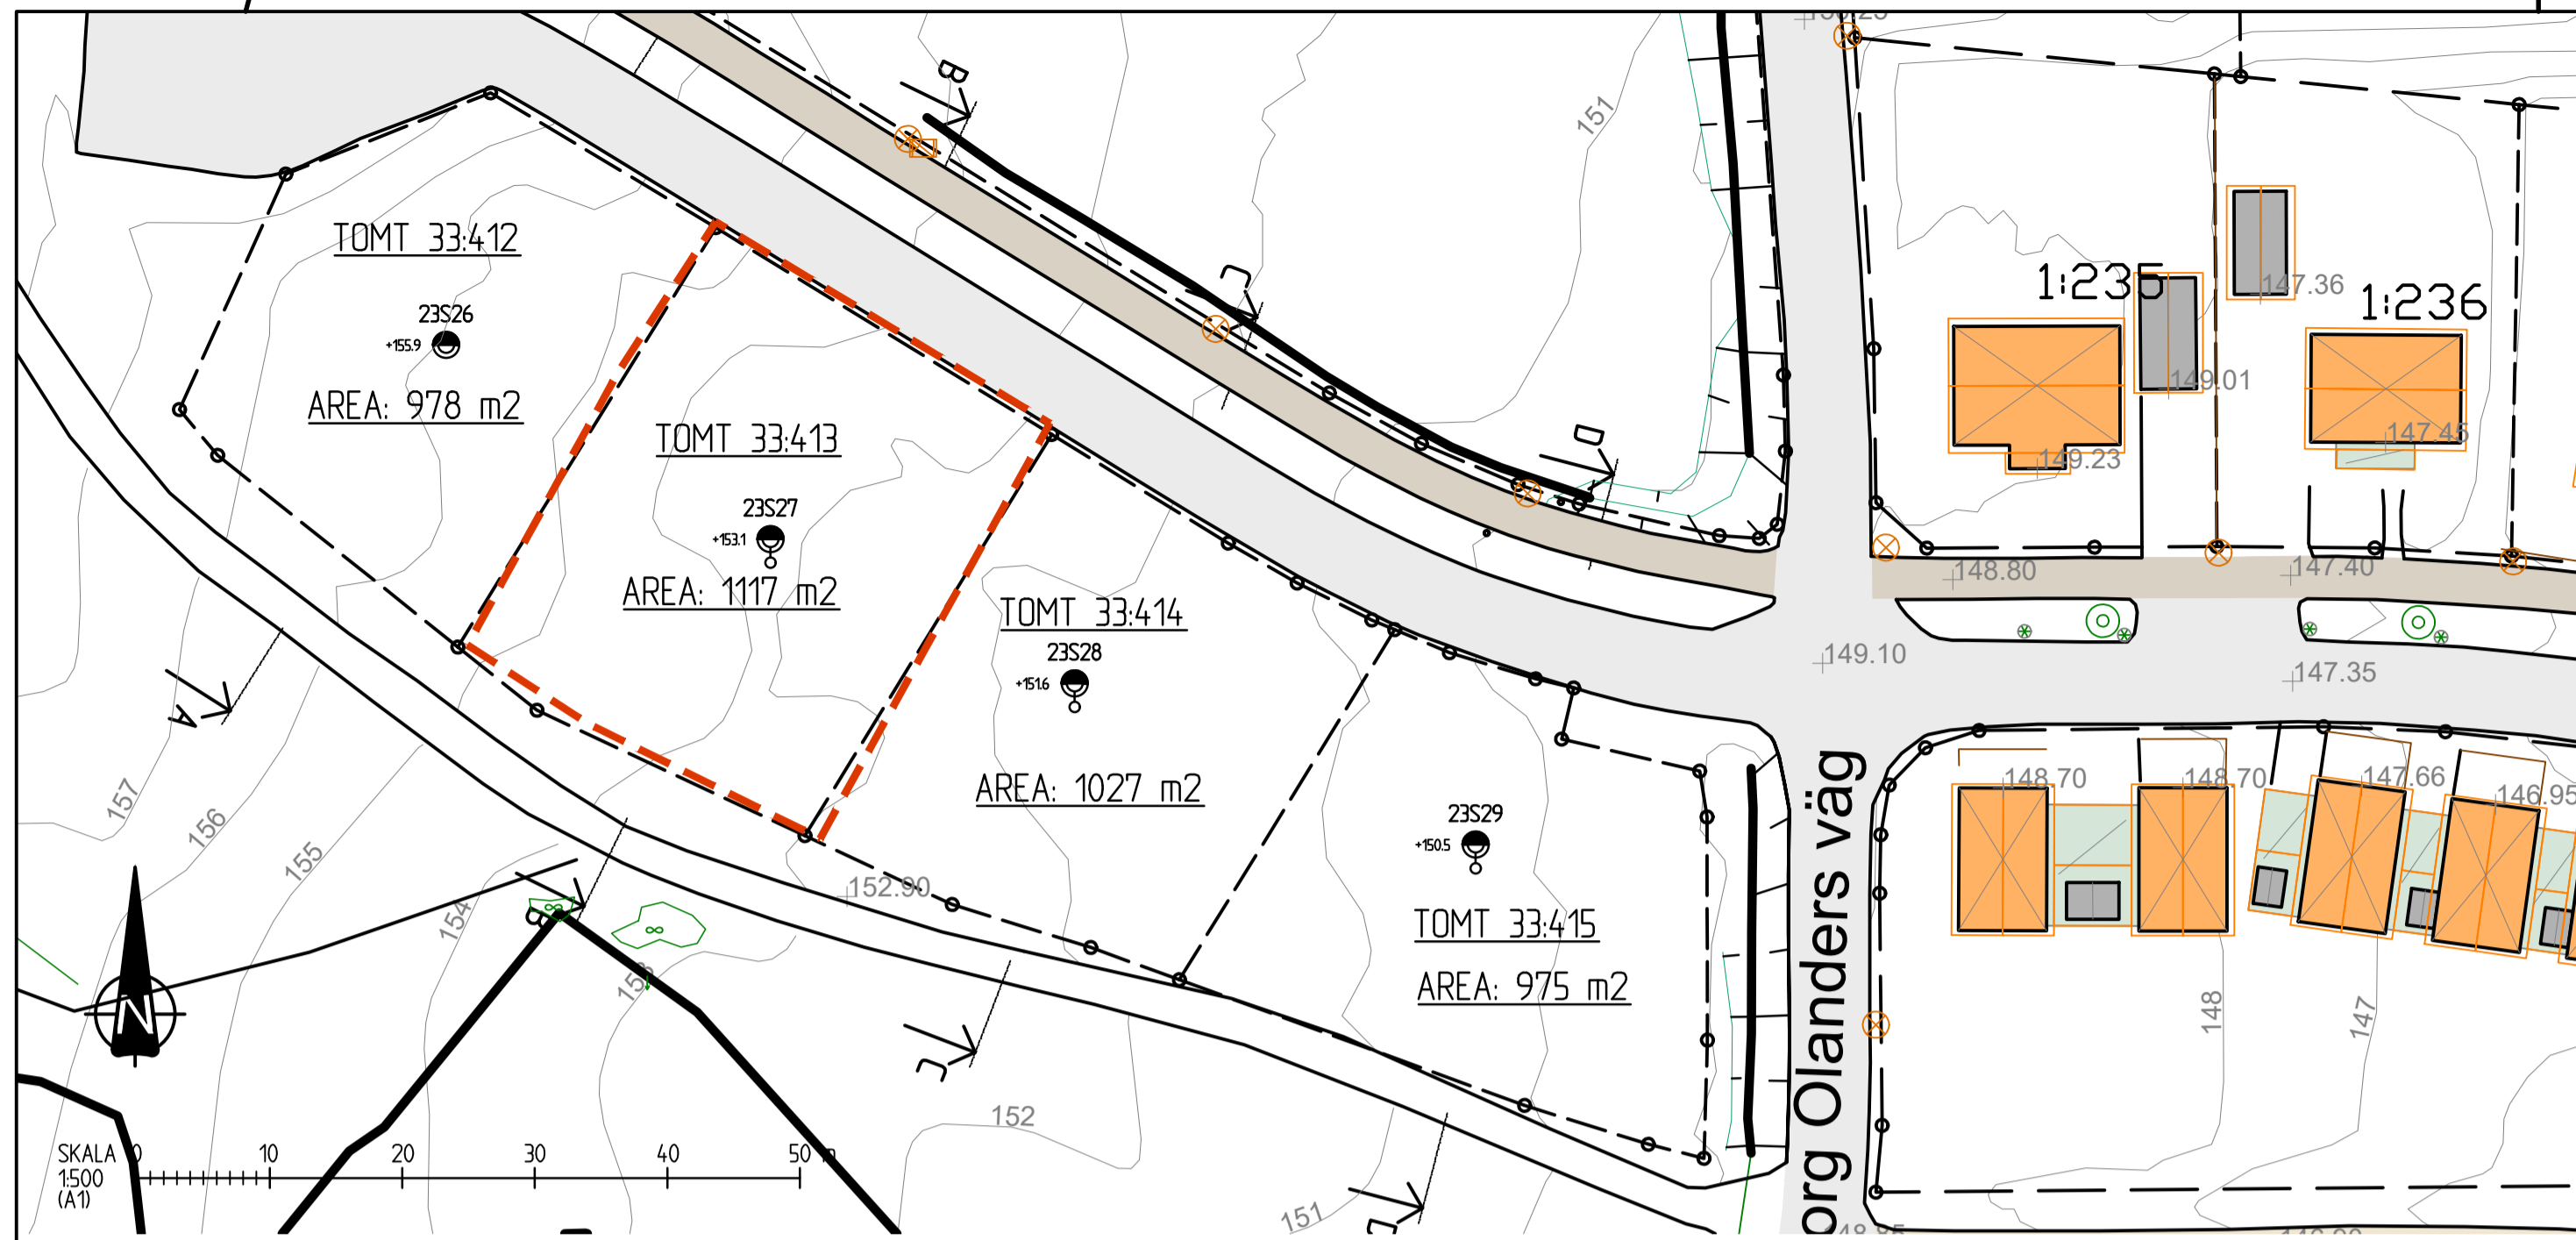 B
151
TOMT 33:412
23S26
+155.9
AREA: 978 m2
C
1:235
147.36
1:236
149.01
147.45
149.23
TOMT 33:413
23S27
+153.1
AREA: 1117 m2
D
148.80
147.40
TOMT 33:414
23S28
+151.6
AREA: 1027 m2
149.10
147.35
A
157
156
155
154
152.90
B
23S29
+150.5
TOMT 33:415
AREA: 975 m2
148.70
148.70
147.66
146.95
org Olanders väg
148
147
N
C
152
151
D
SKALA
1:500
(A1)
0 10 20 30 40 50 m